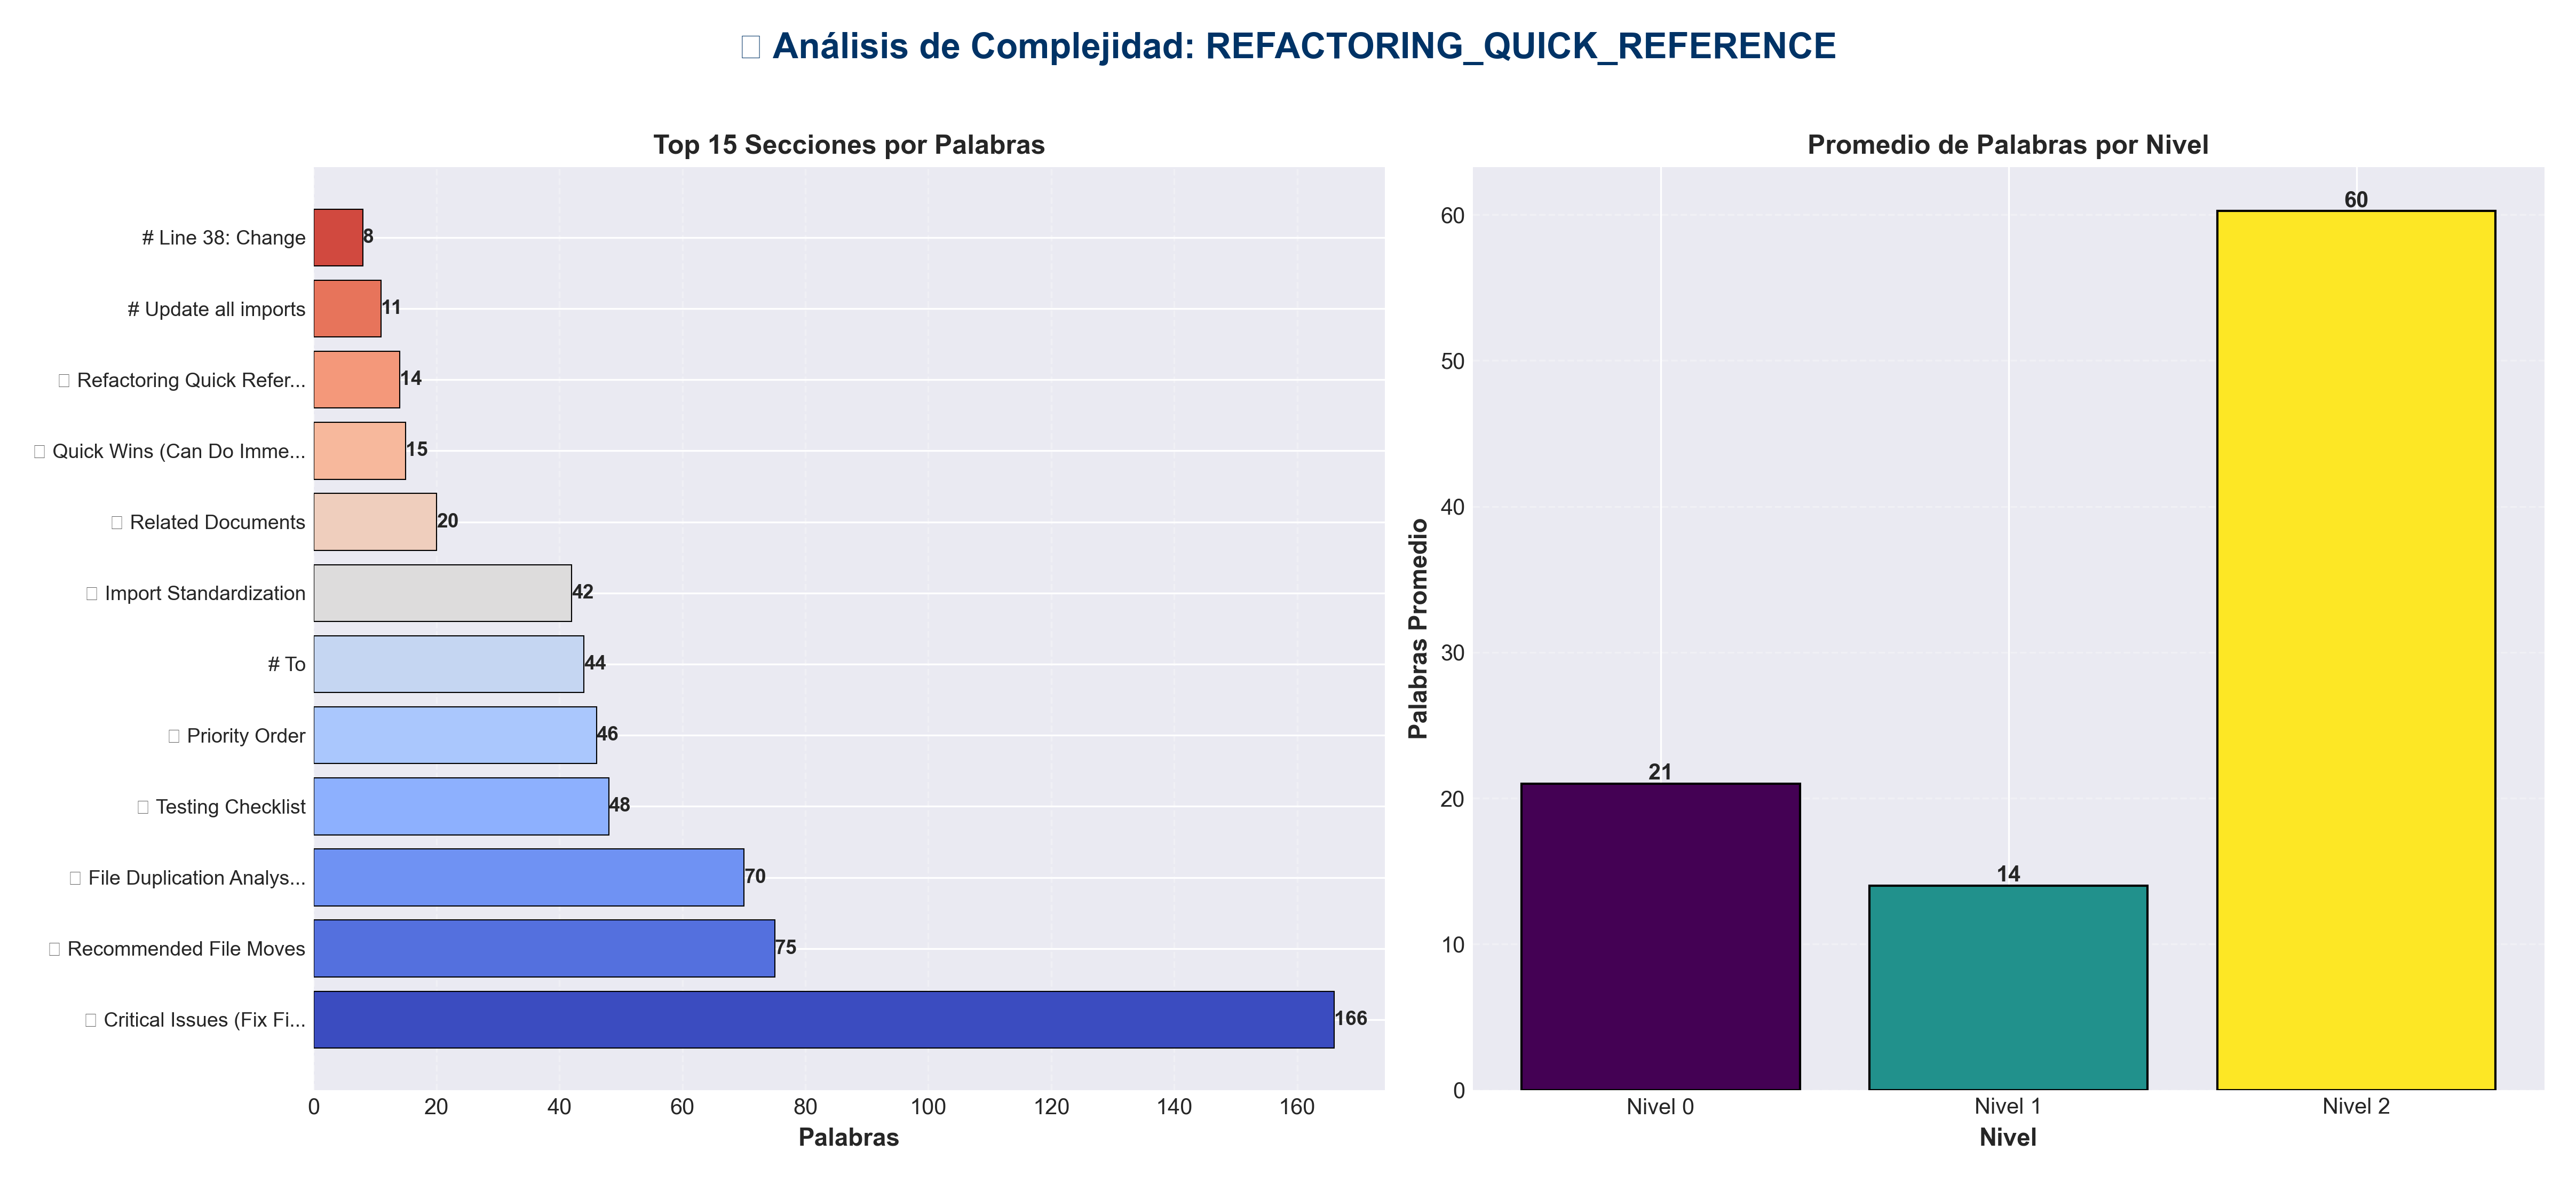 Análisis de Complejidad: REFACTORING_QUICK_REFERENCE
Top 15 Secciones por Palabras
# Line 38: Change
8
# Update all imports
11
Refactoring Quick Refer...
14
Quick Wins (Can Do Imme...
15
Related Documents
20
Import Standardization
42
# To
44
Priority Order
46
Testing Checklist
48
File Duplication Analys...
70
Recommended File Moves
75
Critical Issues (Fix Fi...
166
0 20 40 60 80 100 120 140 160
Palabras
Promedio de Palabras por Nivel
60
50
40
30
20
10
0
Palabras Promedio
21
14
60
Nivel 0 Nivel 1 Nivel 2
Nivel